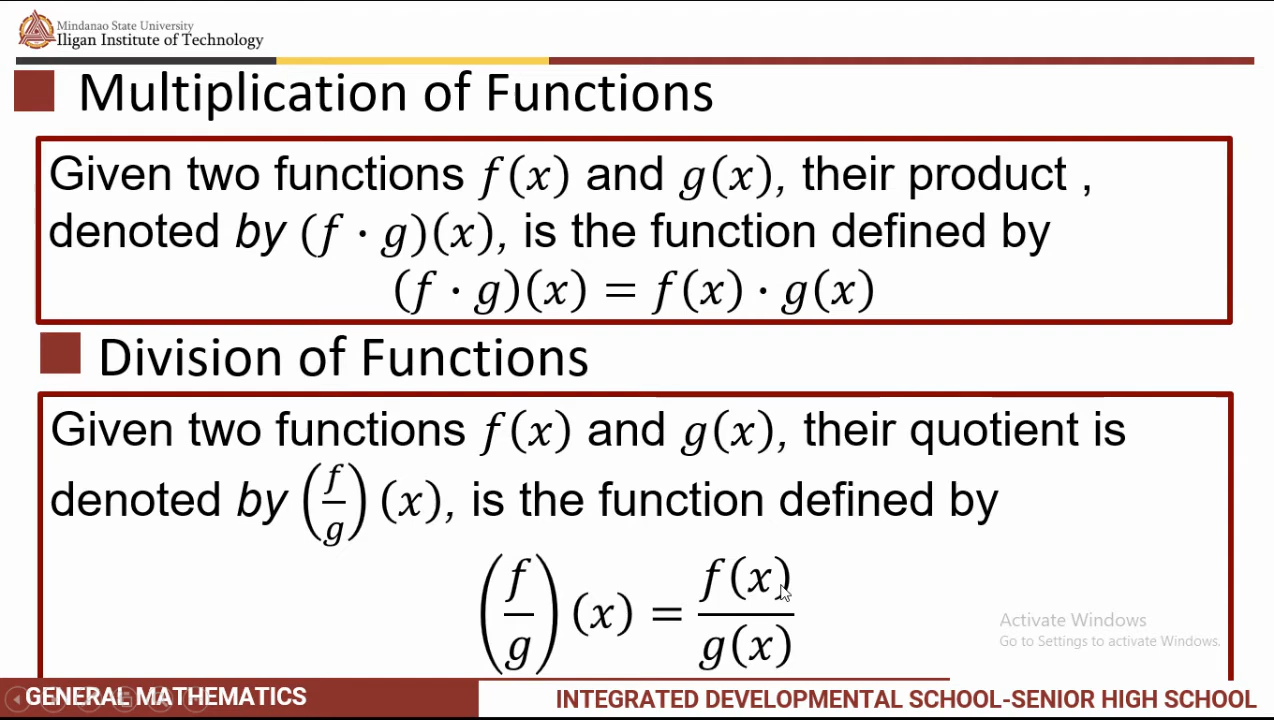 Mindanao State University
Iligan Institute of Technology
Multiplication of Functions
Given two functions f(x) and g(x), their product ,
denoted by (f · g)(x), is the function defined by
(f · g)(x) = f(x) · g(x)
Division of Functions
Given two functions f(x) and g(x), their quotient is
denoted by (f/g)(x), is the function defined by
(f/g)(x) = f(x)/g(x)
Activate Windows
Go to Settings to activate Windows.
GENERAL MATHEMATICS
INTEGRATED DEVELOPMENTAL SCHOOL-SENIOR HIGH SCHOOL